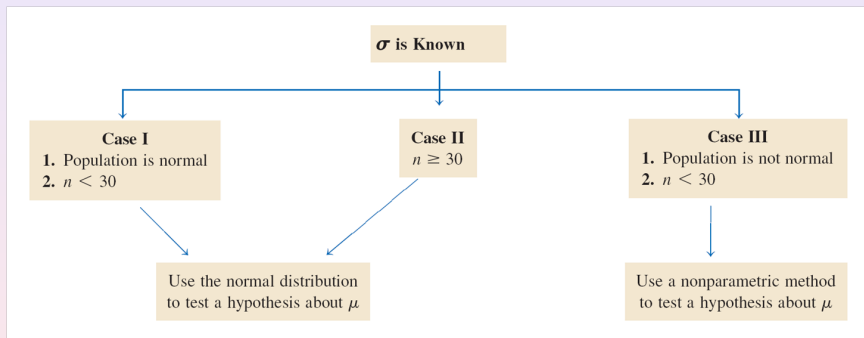 σ is Known
Case I
1. Population is normal
2. n < 30
Case II
n ≥ 30
Case III
1. Population is not normal
2. n < 30
Use the normal distribution
to test a hypothesis about μ
Use a nonparametric method
to test a hypothesis about μ